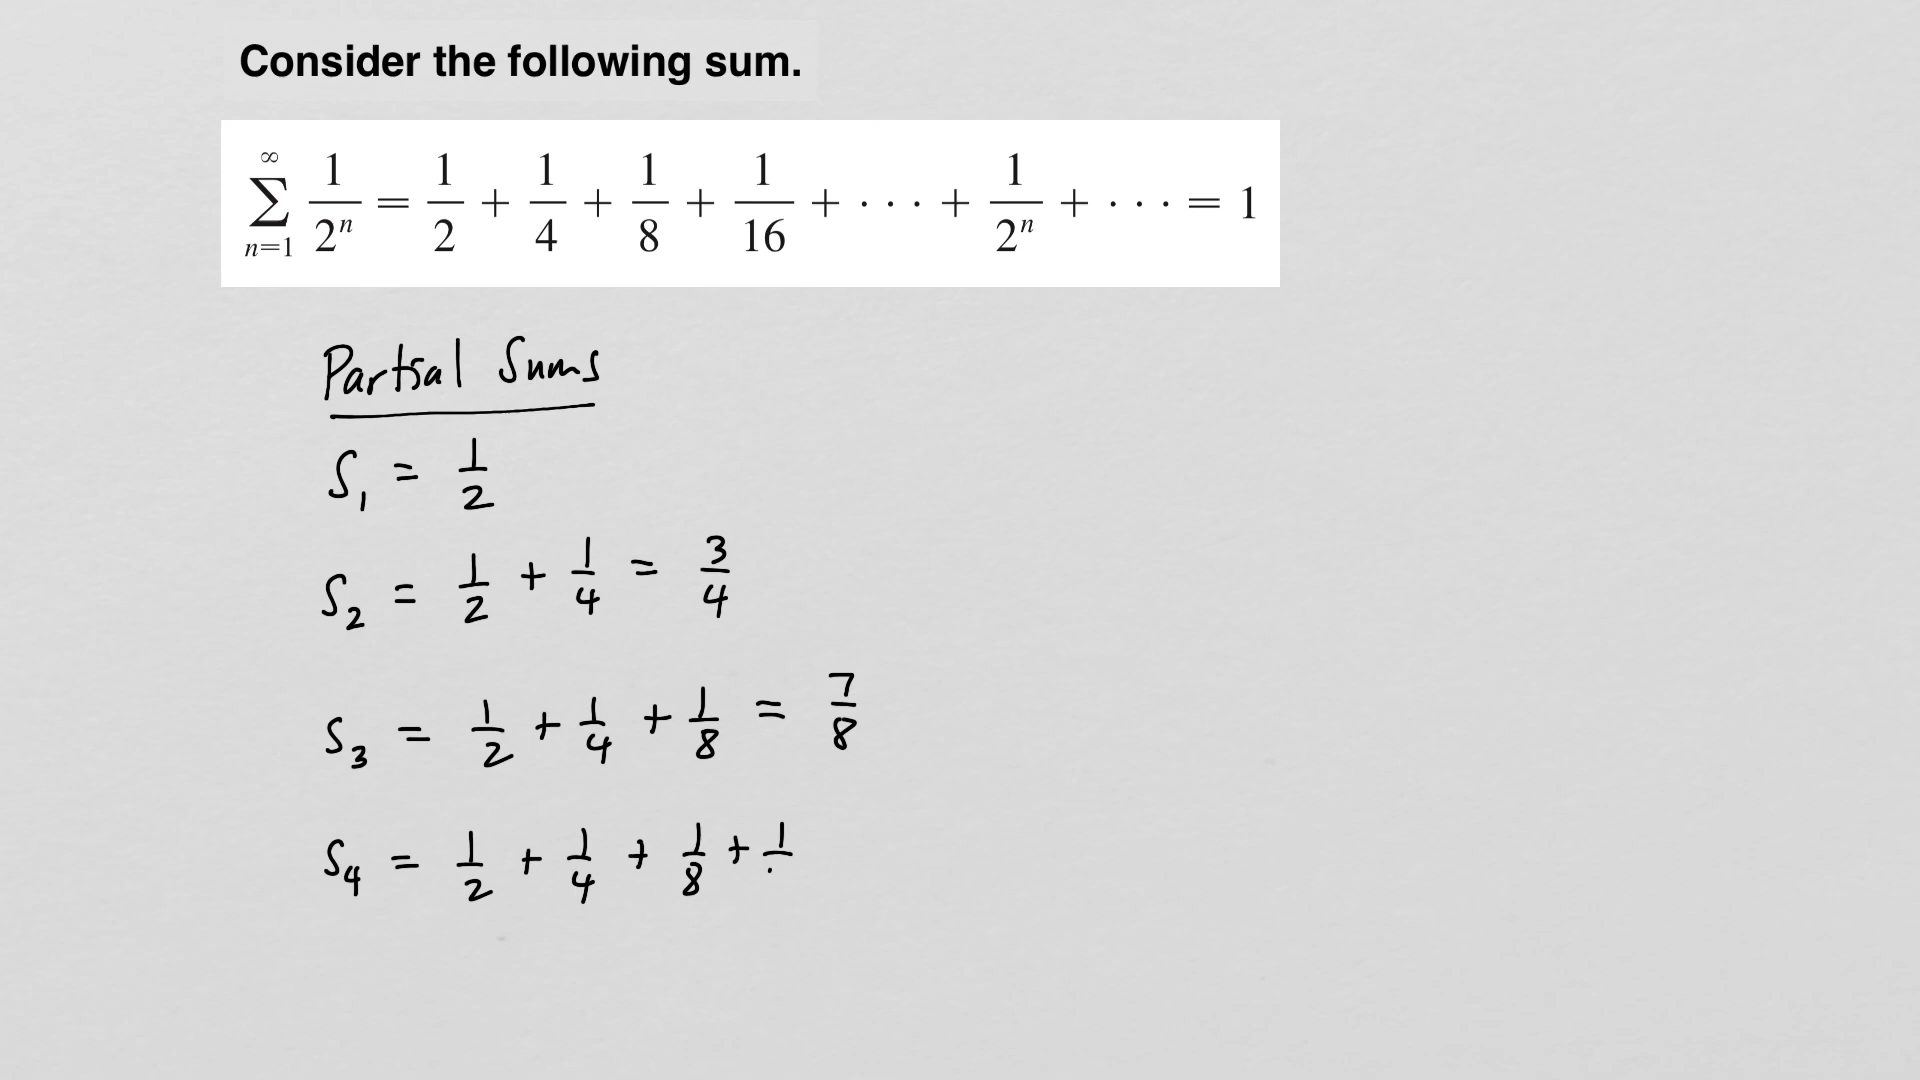 Consider the following sum.
∞∑n=1 1/2ⁿ = 1/2 + 1/4 + 1/8 + 1/16 + · · · + 1/2ⁿ + · · · = 1
Partial Sums
S₁ = 1/2
S₂ = 1/2 + 1/4 = 3/4
S₃ = 1/2 + 1/4 + 1/8 = 7/8
S₄ = 1/2 + 1/4 + 1/8 + 1/